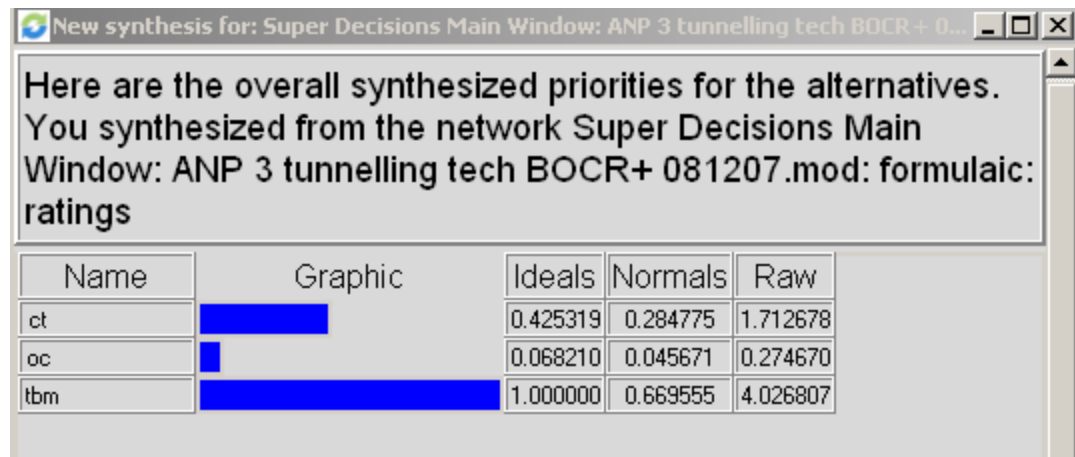 New synthesis for: Super Decisions Main Window: ANP 3 tunnelling tech BOCR+ 0...
Here are the overall synthesized priorities for the alternatives.
You synthesized from the network Super Decisions Main
Window: ANP 3 tunnelling tech BOCR+ 081207.mod: formulaic:
ratings
Name Graphic Ideals Normals Raw
ct 0.425319 0.284775 1.712678
oc 0.068210 0.045671 0.274670
tbm 1.000000 0.669555 4.026807